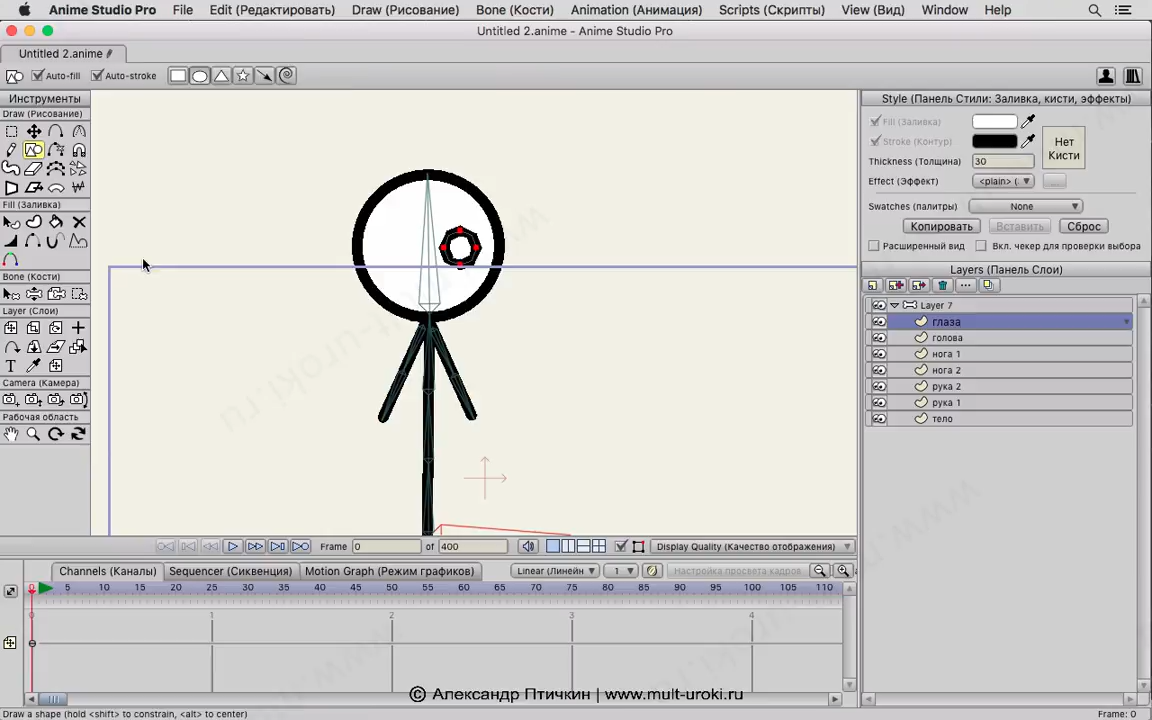 Anime Studio Pro File Edit (Редактировать) Draw (Рисование) Bone (Кости) Animation (Анимация) Scripts (Скрипты) View (Вид) Window Help
Untitled 2.anime - Anime Studio Pro
Untitled 2.anime
Auto-fill Auto-stroke
Инструменты
Draw (Рисование)
Fill (Заливка)
Bone (Кости)
Layer (Слои)
Camera (Камера)
Рабочая область
Style (Панель Стили: Заливка, кисти, эффекты)
Fill (Заливка)
Stroke (Контур)
Нет
Кисти
Thickness (Толщина) 30
Effect (Эффект) <plain> (
Swatches (палитры) None
Копировать Вставить Сброс
Расширенный вид Вкл. чекер для проверки выбора
Layers (Панель Слои)
Layer 7
глаза
голова
нога 1
нога 2
рука 2
рука 1
тело
Frame 0 of 400 Display Quality (Качество отображения)
Channels (Каналы) Sequencer (Сиквенция) Motion Graph (Режим графиков) Linear (Линейн 1 Настройка просвета кадров
5 10 15 20 25 30 35 40 45 50 55 60 65 70 75 80 85 90 95 100 105 110
0 1 2 3 4
© Александр Птичкин | www.mult-uroki.ru
Draw a shape (hold <shift> to constrain, <alt> to center) Frame: 0